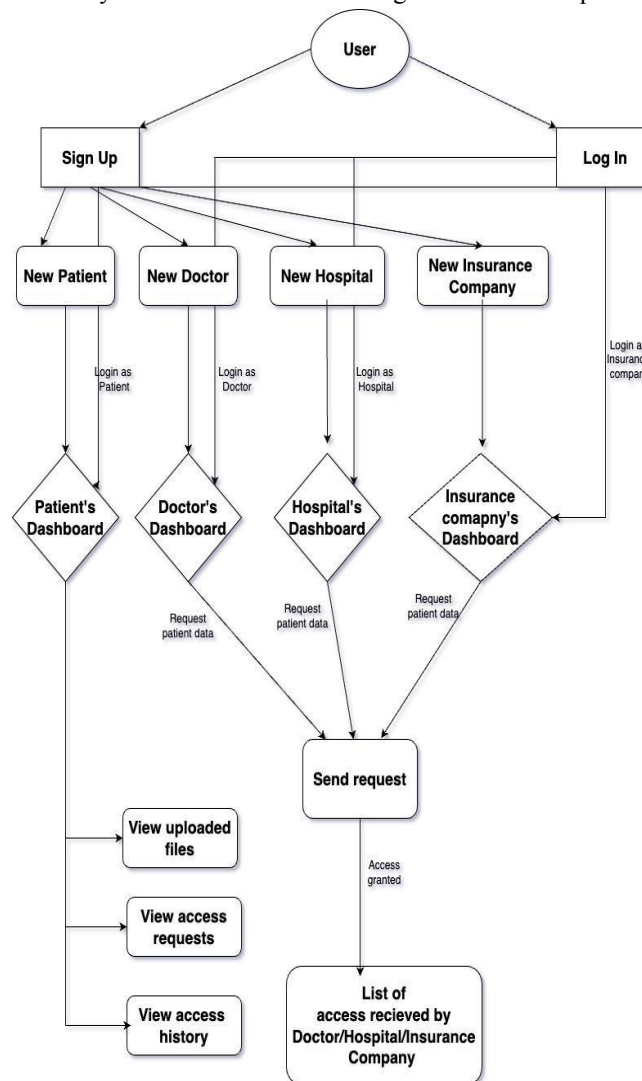 User
Sign Up
Log In
New Patient
New Doctor
New Hospital
New Insurance
Company
Login as
Patient
Login as
Doctor
Login as
Hospital
Login a
Insuran
compan
Patient's
Dashboard
Doctor's
Dashboard
Hospital's
Dashboard
Insurance
comapny's
Dashboard
Request
patient data
Request
patient data
Request
patient data
Send request
View uploaded
files
Access
granted
View access
requests
View access
history
List of
access recieved by
Doctor/Hospital/Insurance
Company